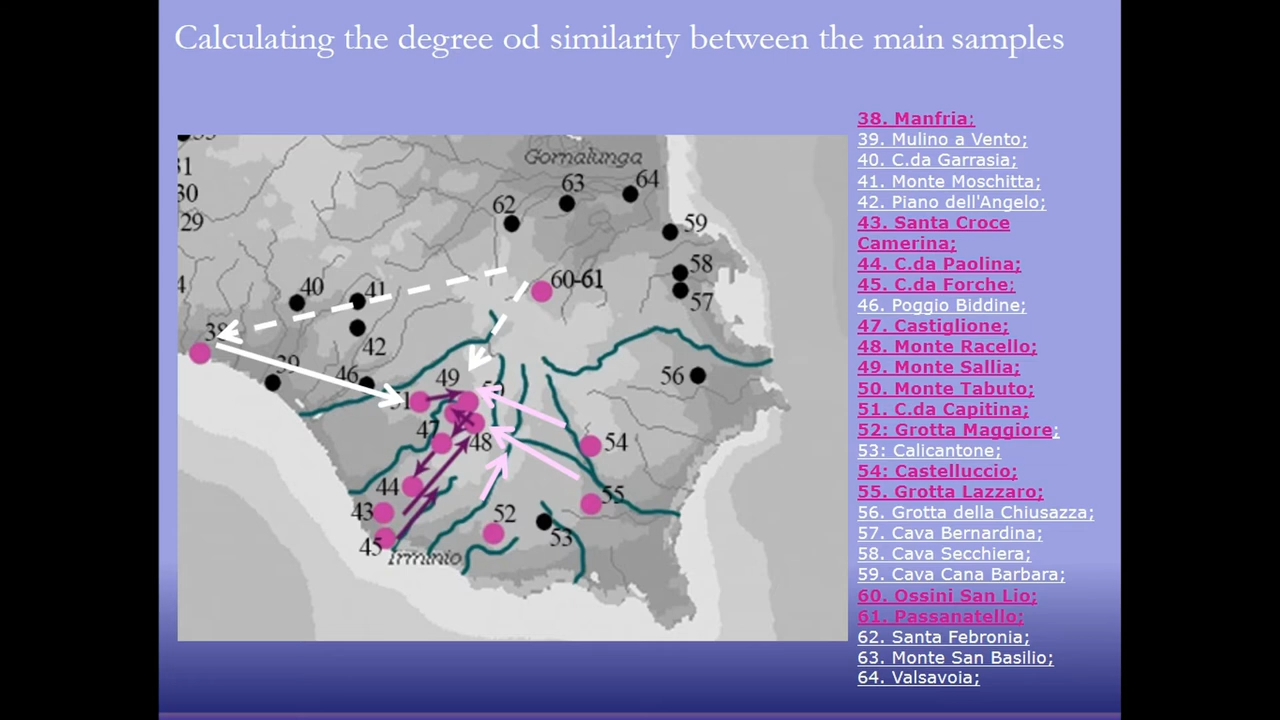 Calculating the degree od similarity between the main samples
38. Manfria;
39. Mulino a Vento;
40. C.da Garrasia;
41. Monte Moschitta;
42. Piano dell'Angelo;
43. Santa Croce
Camerina;
44. C.da Paolina;
45. C.da Forche;
46. Poggio Biddine;
47. Castiglione;
48. Monte Racello;
49. Monte Sallia;
50. Monte Tabuto;
51. C.da Capitina;
52: Grotta Maggiore;
53: Calicantone;
54: Castelluccio;
55. Grotta Lazzaro;
56. Grotta della Chiusazza;
57. Cava Bernardina;
58. Cava Secchiera;
59. Cava Cana Barbara;
60. Ossini San Lio;
61. Passanatello;
62. Santa Febronia;
63. Monte San Basilio;
64. Valsavoia;
Gornalunga
31
30
29
4
64
63
62
59
58
60-61
57
40
41
38
42
39
46
49
56
51
47
48
54
44
43
55
52
53
45
Irminio